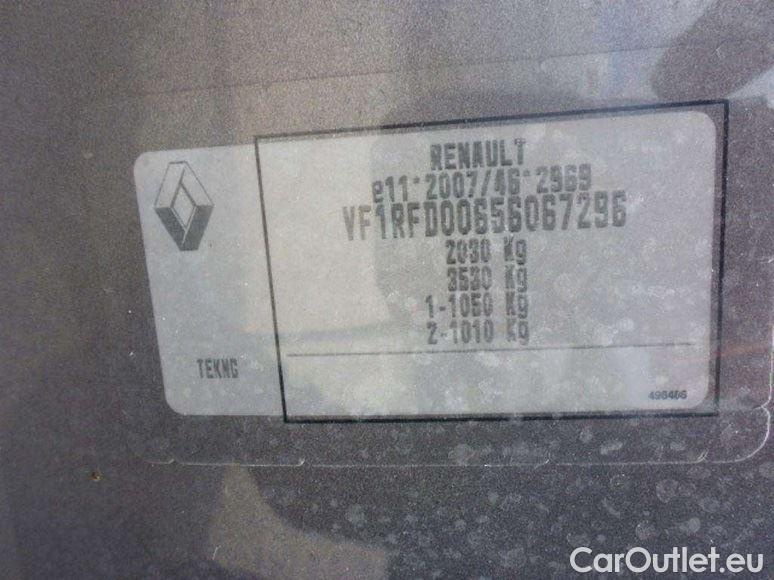 RENAULT
e11*2007/46*2969
VF1RFD00656067296
2030 Kg
3530 Kg
1-1050 Kg
2-1010 Kg
TEKNG
496406
CarOutlet.eu